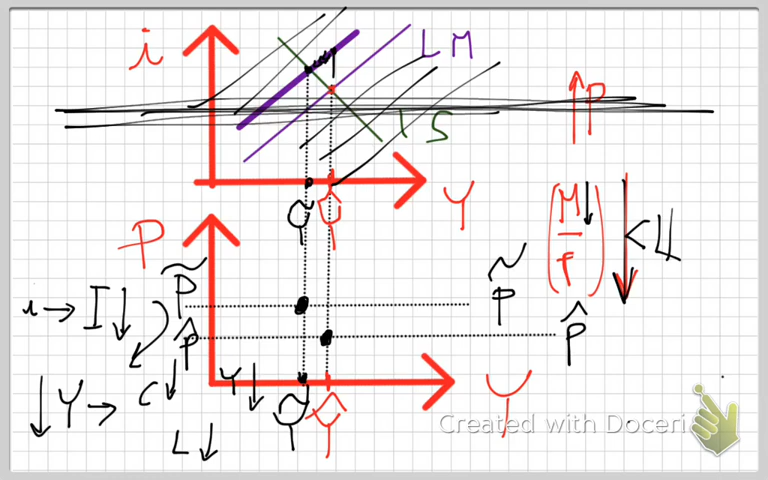 i
LM
IS
↑P
Ỹ Ŷ Y
P
M↓
P
P̃ P̃
i → I↓
P̂ P̂
↓Y → C↓ Y↓
Ỹ Ŷ Y
L↓
Created with Doceri